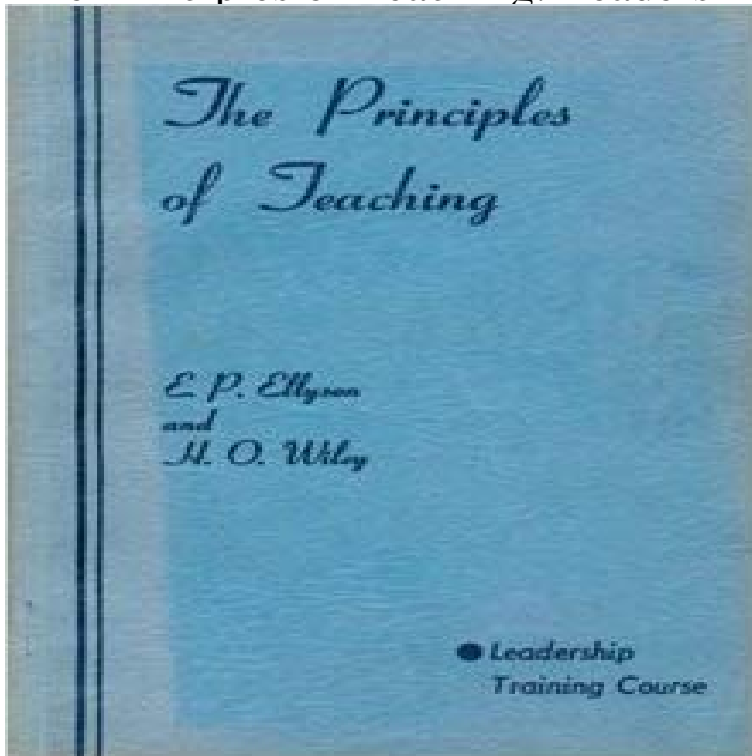 The Principles
of Teaching
E. P. Ellyson
and
H. O. Wiley
● Leadership
Training Course